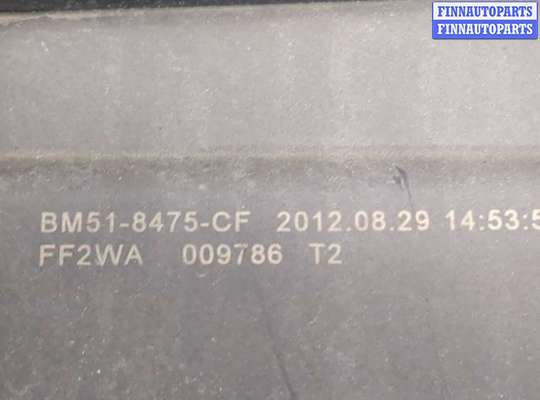 FINNAUTOPARTS
FINNAUTOPARTS
BM51-8475-CF 2012.08.29 14:53:5
FF2WA 009786 T2